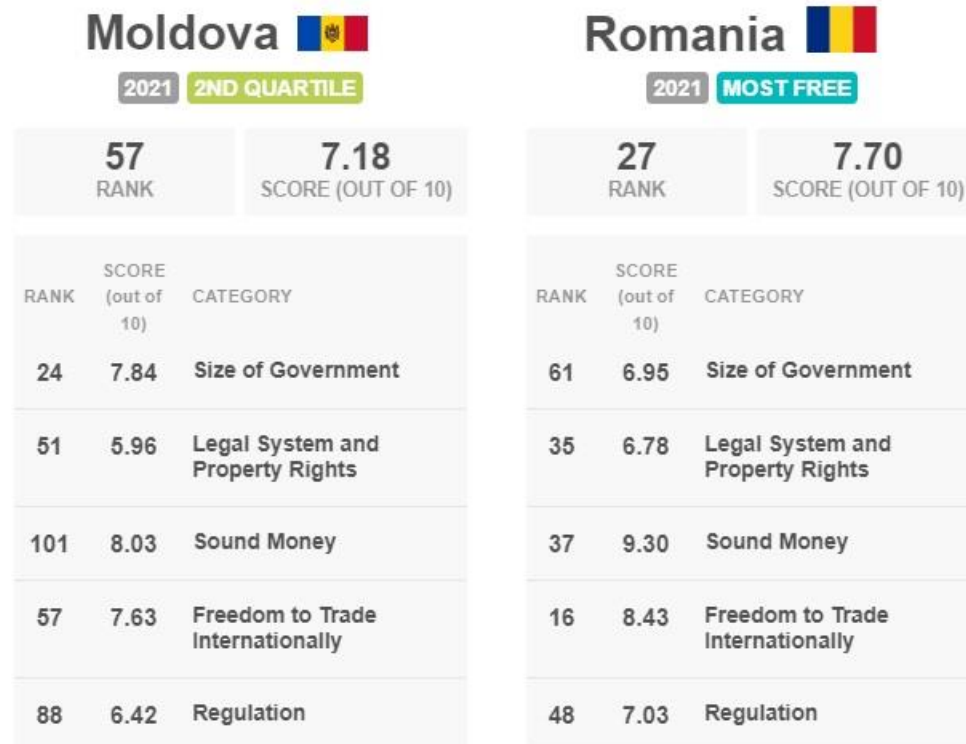 Moldova
2021 2ND QUARTILE
57
RANK
7.18
SCORE (OUT OF 10)
RANK
SCORE
(out of
10)
CATEGORY
24 7.84 Size of Government
51 5.96 Legal System and
Property Rights
101 8.03 Sound Money
57 7.63 Freedom to Trade
Internationally
88 6.42 Regulation
Romania
2021 MOST FREE
27
RANK
7.70
SCORE (OUT OF 10)
RANK
SCORE
(out of
10)
CATEGORY
61 6.95 Size of Government
35 6.78 Legal System and
Property Rights
37 9.30 Sound Money
16 8.43 Freedom to Trade
Internationally
48 7.03 Regulation